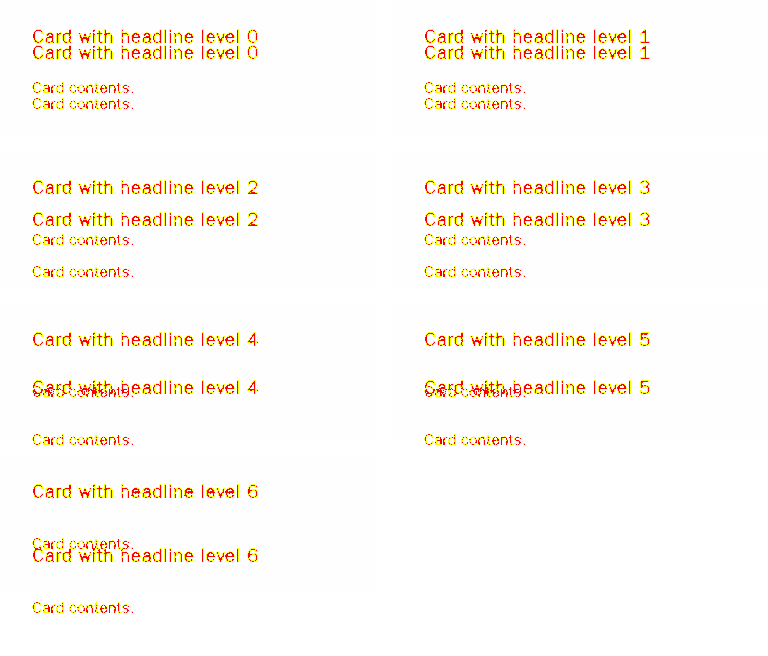 Card with headline level 0
Card with headline level 0
Card contents.
Card contents.
Card with headline level 1
Card with headline level 1
Card contents.
Card contents.
Card with headline level 2
Card with headline level 2
Card contents.
Card contents.
Card with headline level 3
Card with headline level 3
Card contents.
Card contents.
Card with headline level 4
Card with headline level 4
Card contents.
Card contents.
Card with headline level 5
Card with headline level 5
Card contents.
Card contents.
Card with headline level 6
Card contents.
Card with headline level 6
Card contents.